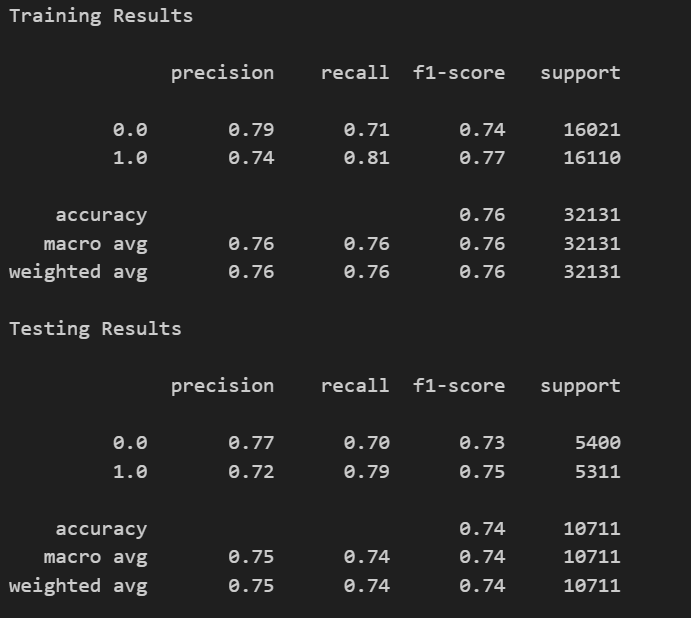 Training Results
precision recall f1-score support
0.0 0.79 0.71 0.74 16021
1.0 0.74 0.81 0.77 16110
accuracy 0.76 32131
macro avg 0.76 0.76 0.76 32131
weighted avg 0.76 0.76 0.76 32131
Testing Results
precision recall f1-score support
0.0 0.77 0.70 0.73 5400
1.0 0.72 0.79 0.75 5311
accuracy 0.74 10711
macro avg 0.75 0.74 0.74 10711
weighted avg 0.75 0.74 0.74 10711